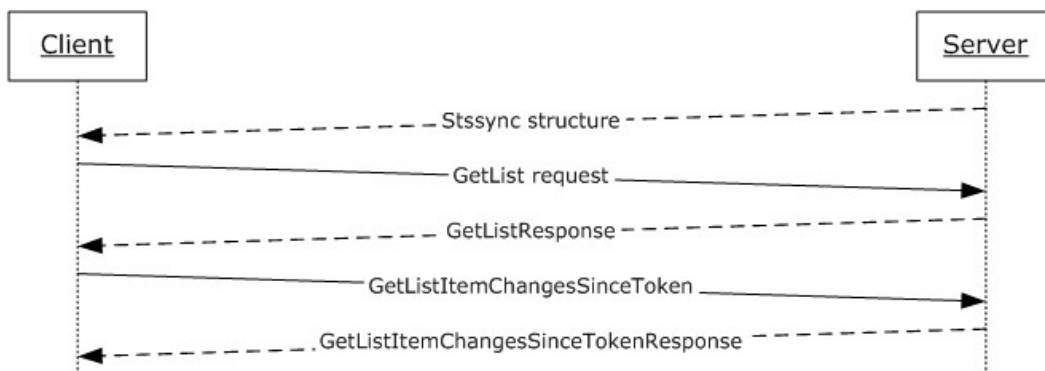 Client
Server
Stssync structure
GetList request
GetListResponse
GetListItemChangesSinceToken
GetListItemChangesSinceTokenResponse